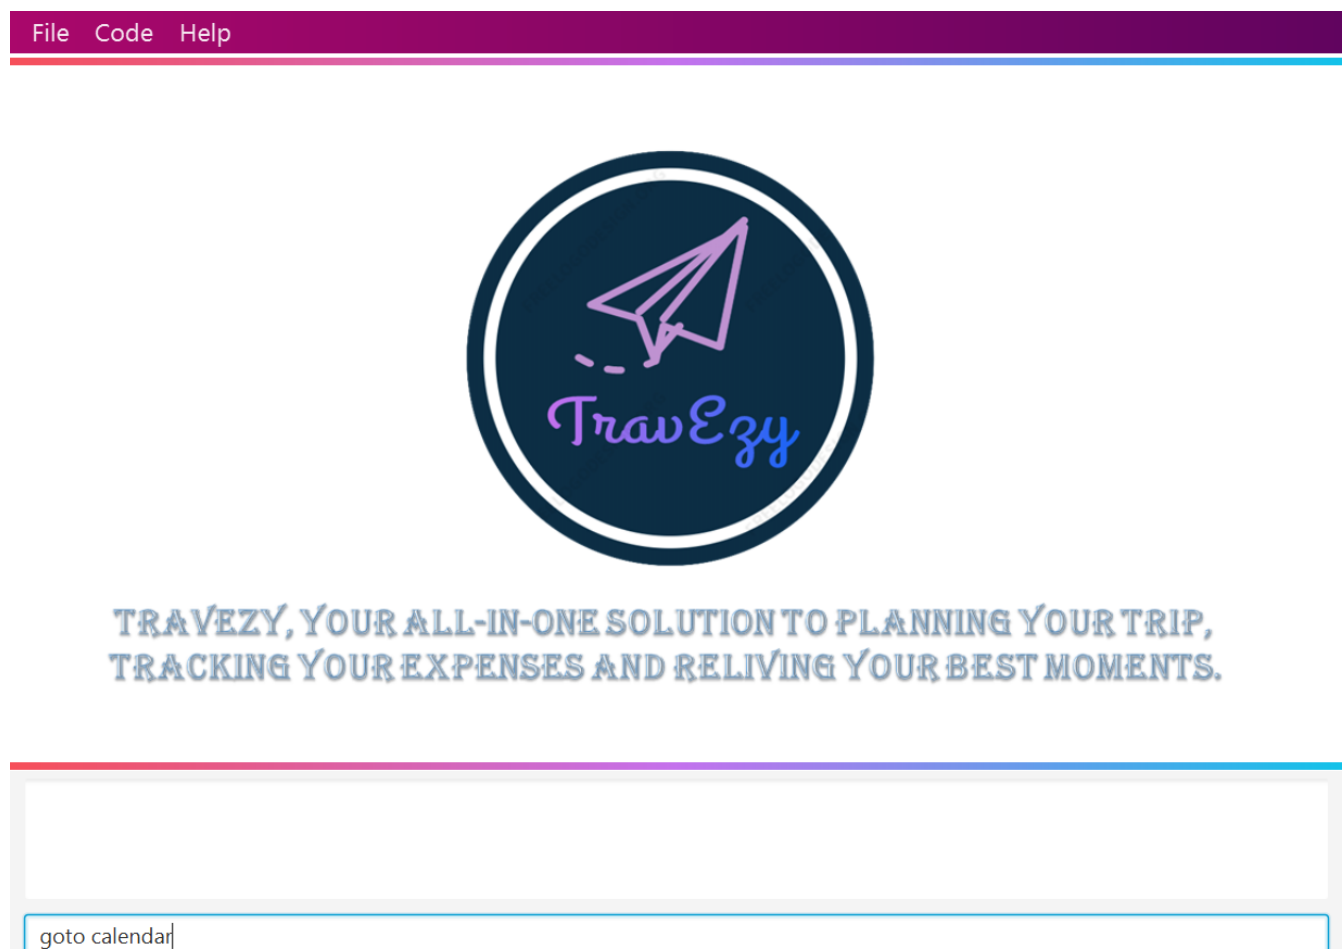 File Code Help
TravEzy
TRAVEZY, YOUR ALL-IN-ONE SOLUTION TO PLANNING YOUR TRIP,
TRACKING YOUR EXPENSES AND RELIVING YOUR BEST MOMENTS.
goto calendar